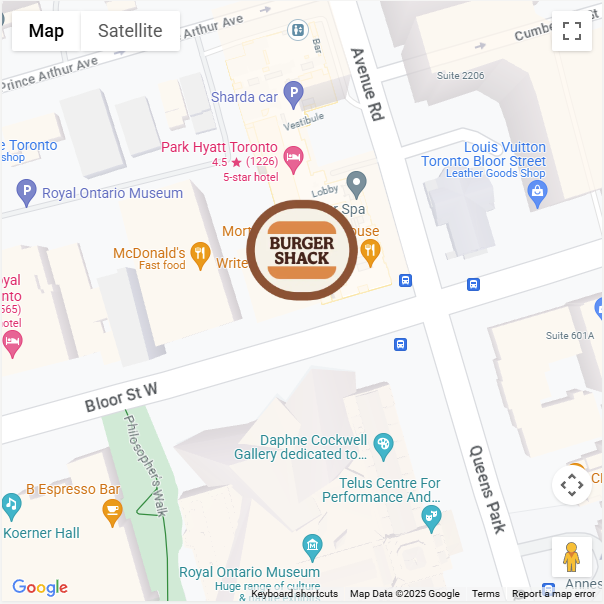 Map
Satellite
Prince Arthur Ave
Arthur Ave
Cumberland St
Bar
Avenue Rd
Suite 2206
Sharda car
Vestibule
Park Hyatt Toronto
4.5 ★ (1226)
5-star hotel
Louis Vuitton
Toronto Bloor Street
Leather Goods Shop
e Toronto
shop
Royal Ontario Museum
Lobby
Spa
Mort
ouse
BURGER
SHACK
McDonald's
Fast food
Write
oyal
nto
565)
hotel
Suite 601A
Bloor St W
Philosopher's Walk
Daphne Cockwell
Gallery dedicated to…
Telus Centre For
Performance And…
Queens Park
B Espresso Bar
Koerner Hall
Royal Ontario Museum
Huge range of culture
Annes
Google
Keyboard shortcuts
Map Data ©2025 Google
Terms
Report a map error